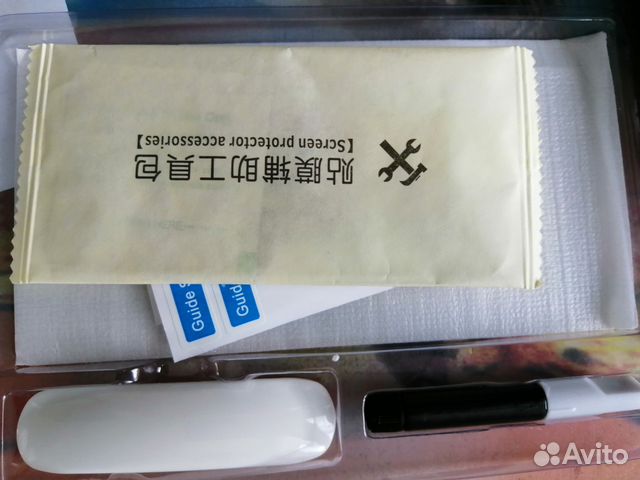 贴膜辅助工具包
【Screen protector accessories】
Guide S
Guide
Avito